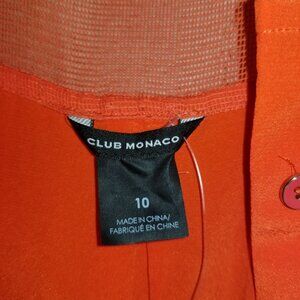 CLUB MONACO
10
MADE IN CHINA/
FABRIQUÉ EN CHINE